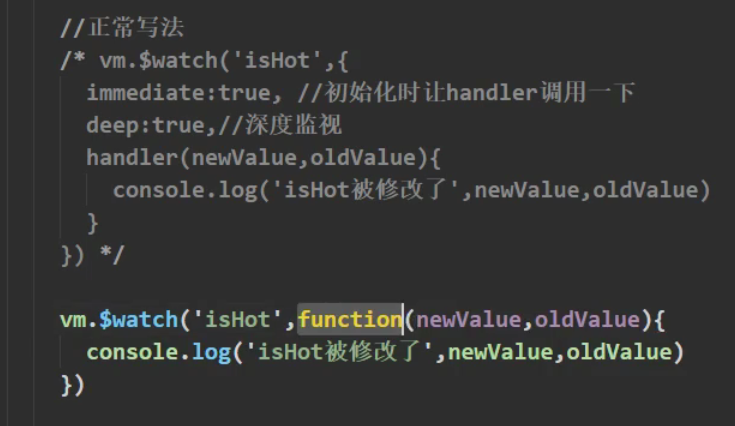 //正常写法
/* vm.$watch('isHot',{
immediate:true, //初始化时让handler调用一下
deep:true,//深度监视
handler(newValue,oldValue){
console.log('isHot被修改了',newValue,oldValue)
}
}) */
vm.$watch('isHot',function(newValue,oldValue){
console.log('isHot被修改了',newValue,oldValue)
})